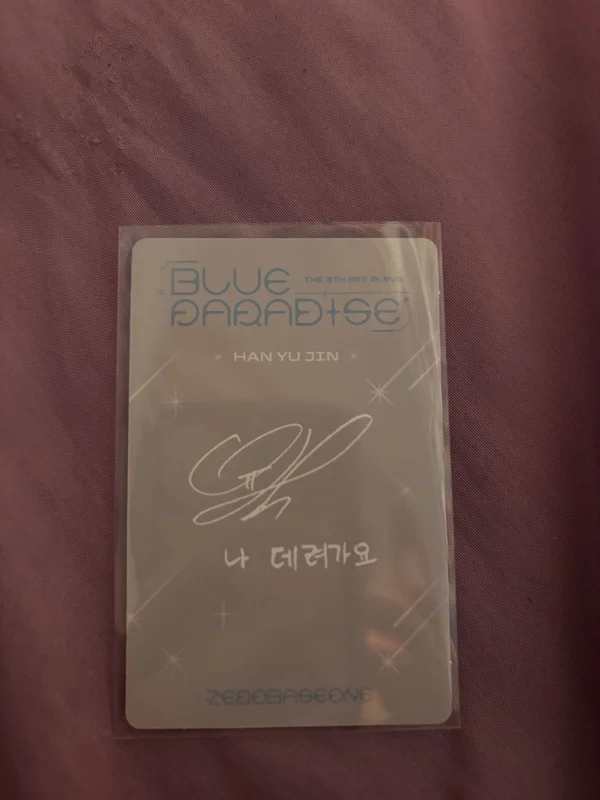 BLUE THE 5TH MINI ALBUM
PARADISE
HAN YU JIN
나 데려가요
ZEROBASEONE